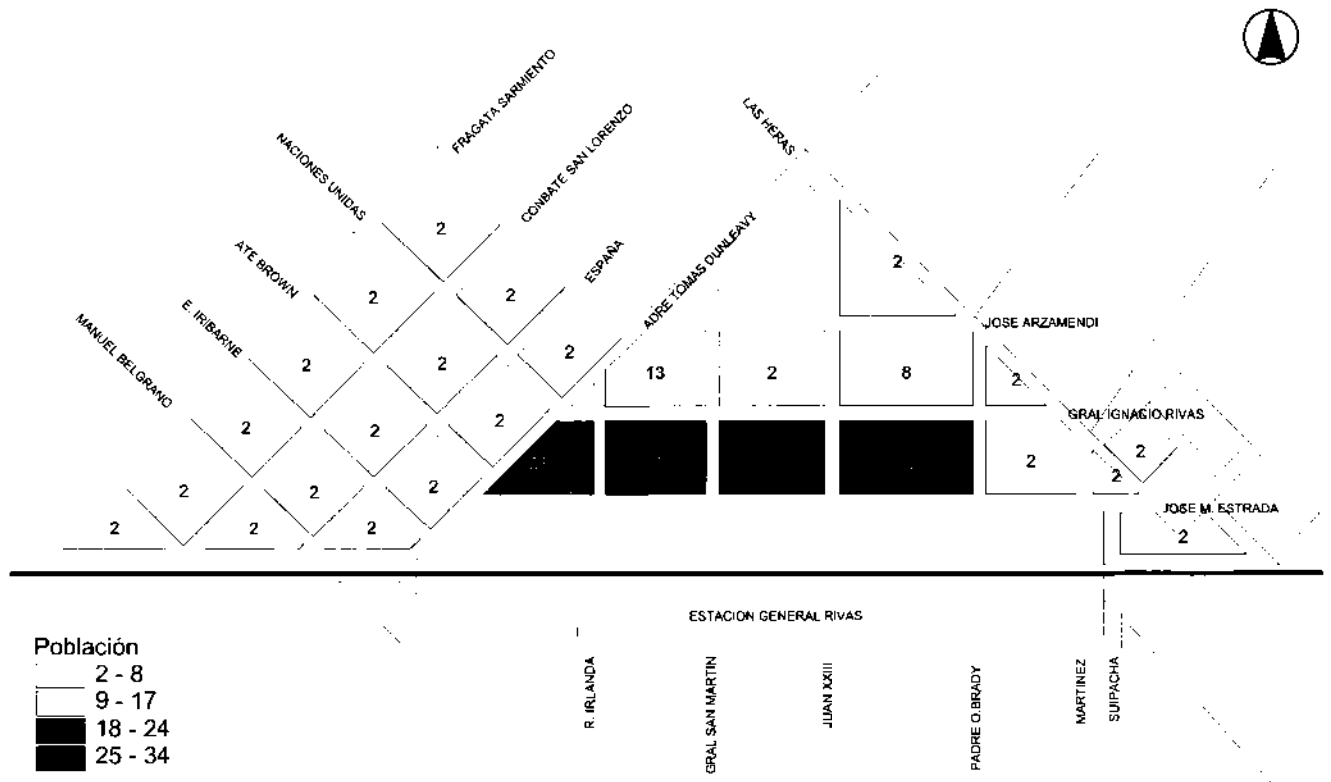 FRAGATA SARMIENTO
LAS HERAS
CONBATE SAN LORENZO
NACIONES UNIDAS
2
ATE BROWN
ESPAÑA
ADRE TOMAS DUNLEAVY
2
2
2
E. IRIBARNE
MANUEL BELGRANO
JOSE ARZAMENDI
2
2
2
13
2
8
2
GRAL IGNACIO RIVAS
2
2
2
2
2
2
2
2
2
2
JOSE M. ESTRADA
2
2
2
2
ESTACION GENERAL RIVAS
Población
2 - 8
9 - 17
18 - 24
25 - 34
R. IRLANDA
GRAL SAN MARTIN
JUAN XXIII
PADRE O.BRADY
MARTINEZ
SUIPACHA